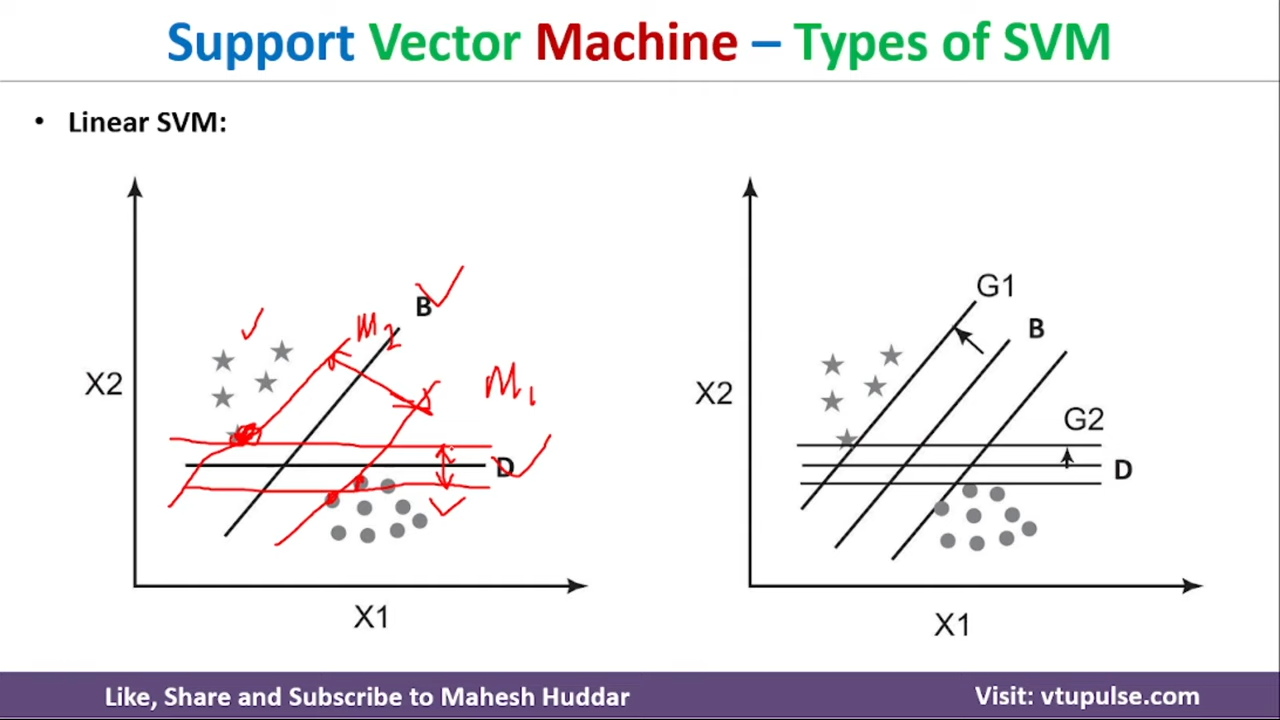 Support Vector Machine – Types of SVM
• Linear SVM:
B
M2
M1
X2
D
X1
G1
B
X2
G2
D
X1
Like, Share and Subscribe to Mahesh Huddar
Visit: vtupulse.com